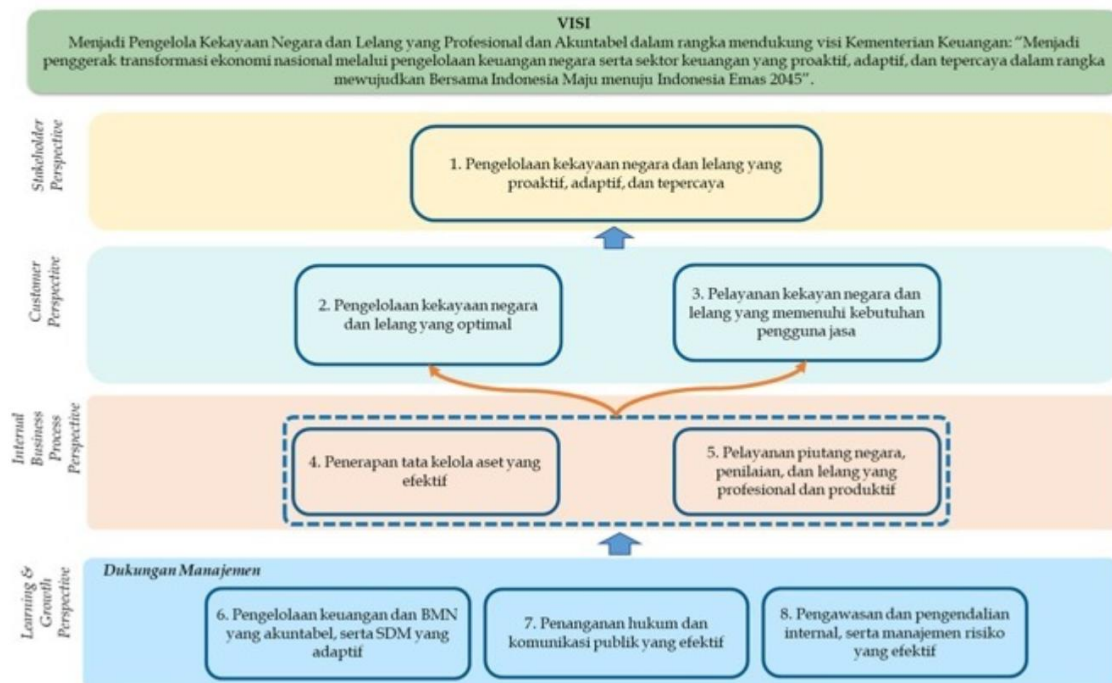 VISI
Menjadi Pengelola Kekayaan Negara dan Lelang yang Profesional dan Akuntabel dalam rangka mendukung visi Kementerian Keuangan: “Menjadi
penggerak transformasi ekonomi nasional melalui pengelolaan keuangan negara serta sektor keuangan yang proaktif, adaptif, dan tepercaya dalam rangka
mewujudkan Bersama Indonesia Maju menuju Indonesia Emas 2045”.
Stakeholder
Perspective
1. Pengelolaan kekayaan negara dan lelang yang
proaktif, adaptif, dan tepercaya
Customer
Perspective
2. Pengelolaan kekayaan negara
dan lelang yang optimal
3. Pelayanan kekayan negara dan
lelang yang memenuhi kebutuhan
pengguna jasa
Internal
Business
Process
Perspective
4. Penerapan tata kelola aset yang
efektif
5. Pelayanan piutang negara,
penilaian, dan lelang yang
profesional dan produktif
Learning &
Growth
Perspective
Dukungan Manajemen
6. Pengelolaan keuangan dan BMN
yang akuntabel, serta SDM yang
adaptif
7. Penanganan hukum dan
komunikasi publik yang efektif
8. Pengawasan dan pengendalian
internal, serta manajemen risiko
yang efektif